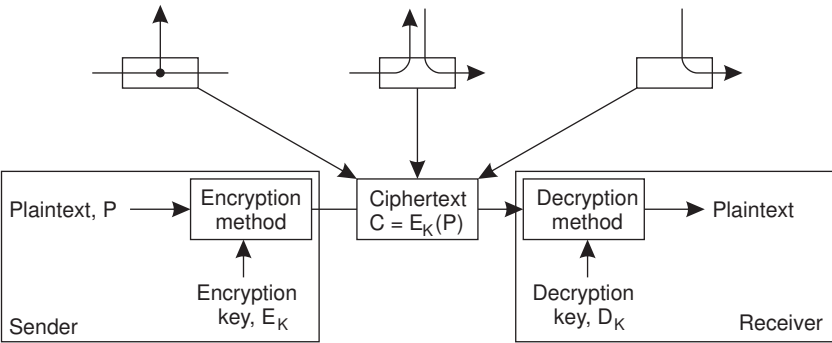 Plaintext, P
Encryption
method
Ciphertext
C = E_K(P)
Decryption
method
Plaintext
Encryption
key, E_K
Decryption
key, D_K
Sender
Receiver